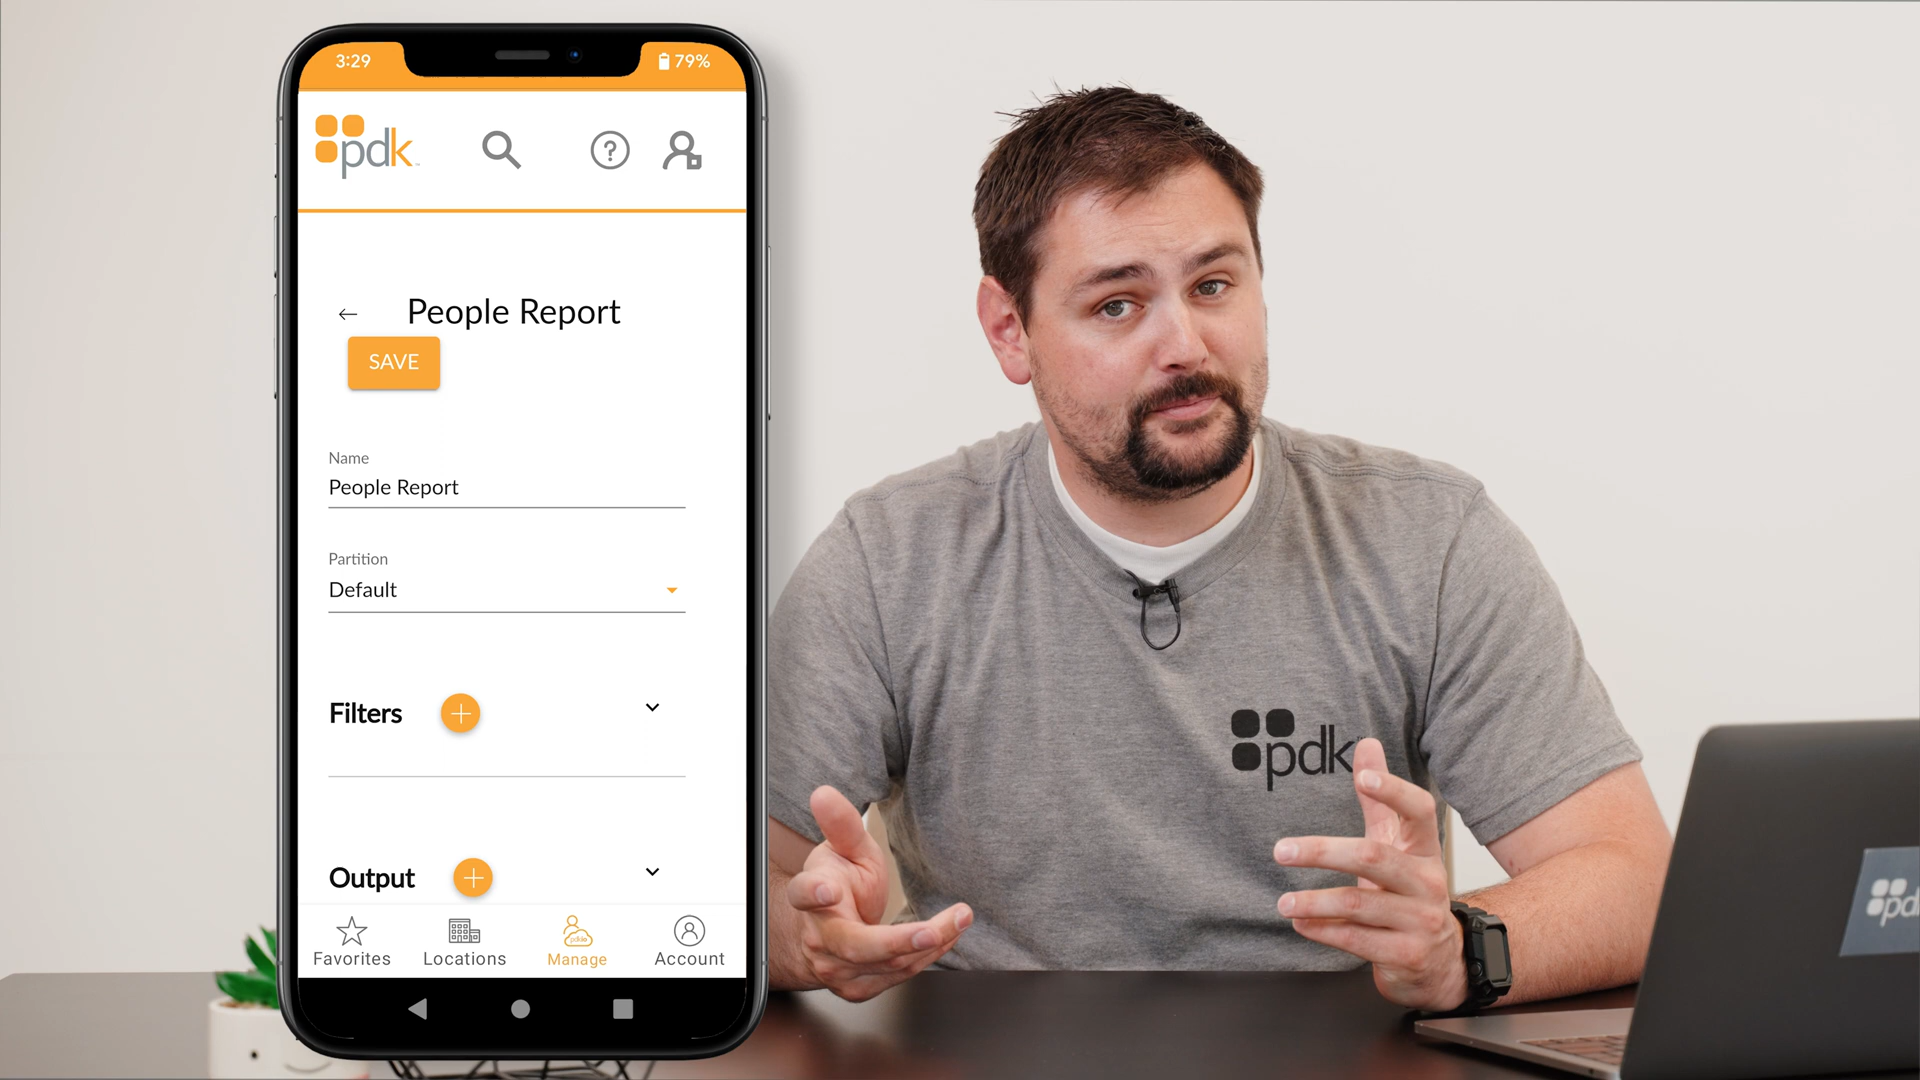 3:29
79%
pdk
People Report
SAVE
Name
People Report
Partition
Default
Filters
Output
Favorites
Locations
Manage
Account
pdk